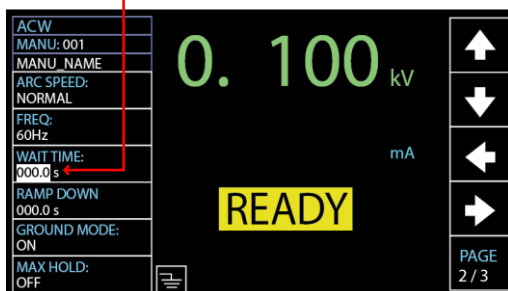 ACW
MANU: 001
MANU_NAME
ARC SPEED:
NORMAL
FREQ:
60Hz
WAIT TIME:
000.0 s
RAMP DOWN
000.0 s
GROUND MODE:
ON
MAX HOLD:
OFF
0. 100 kV
mA
READY
PAGE
2 / 3